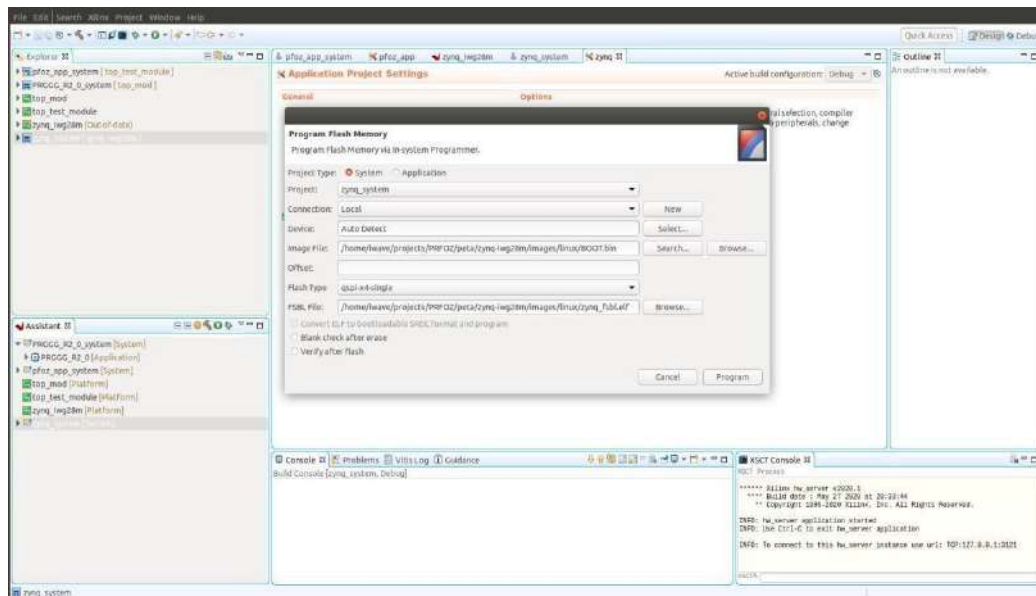 File Edit Search Xilinx Project Window Help
Quick Access
Design
Debug
Explorer
pfoz_app_system [ top_test_module ]
PROGG_R2_0_system [ top_mod ]
top_mod
top_test_module
zynq_iwg28m (Out-of-date)
pfoz_app_system
pfoz_app
zynq_iwg28m
zynq_system
zynq
Application Project Settings
Active build configuration: Debug
General
Options
Outline
An outline is not available.
Program Flash Memory
Program Flash Memory via In-system Programmer.
Project Type: System Application
Project: zynq_system
Connection: Local New
Device: Auto Detect Select...
Image File: /home/iwave/projects/PRFOZ/peta/zynq-iwg28m/images/linux/BOOT.bin Search... Browse...
Offset:
Flash Type qspi-x4-single
FSBL File: /home/iwave/projects/PRFOZ/peta/zynq-iwg28m/images/linux/zynq_fsbl.elf Browse...
Convert ELF to bootloadable SREC format and program
Blank check after erase
Verify after flash
Cancel Program
Assistant
PROGG_R2_0_system [System]
PROGG_R2_0 [Application]
pfoz_app_system [System]
top_mod [Platform]
top_test_module [Platform]
zynq_iwg28m [Platform]
Console Problems Vitis Log Guidance
Build Console [zynq_system, Debug]
XSCT Console
XSCT Process
****** Xilinx hw_server v2020.1
**** Build date : May 27 2020 at 20:33:44
** Copyright 1986-2020 Xilinx, Inc. All Rights Reserved.
INFO: hw_server application started
INFO: Use Ctrl-C to exit hw_server application
INFO: To connect to this hw_server instance use url: TCP:127.0.0.1:3121
xsct%
zynq_system